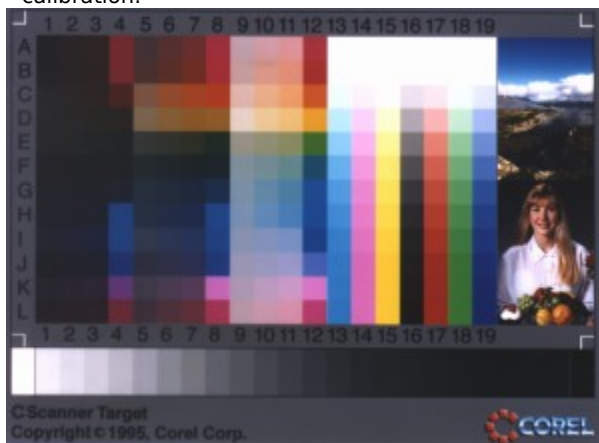 calibration.
1 2 3 4 5 6 7 8 9 10 11 12 13 14 15 16 17 18 19
A
B
C
D
E
F
G
H
I
J
K
L
1 2 3 4 5 6 7 8 9 10 11 12 13 14 15 16 17 18 19
CScanner Target
Copyright © 1995, Corel Corp.
COREL